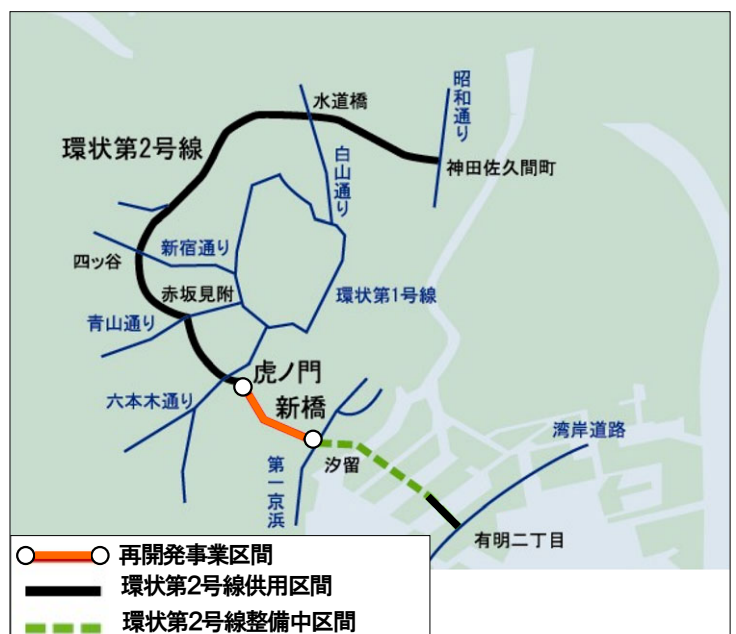 昭和通り
水道橋
環状第2号線
白山通り
神田佐久間町
新宿通り
四ッ谷
赤坂見附
環状第1号線
青山通り
虎ノ門
六本木通り
新橋
湾岸道路
汐留
第一京浜
有明二丁目
再開発事業区間
環状第2号線供用区間
環状第2号線整備中区間